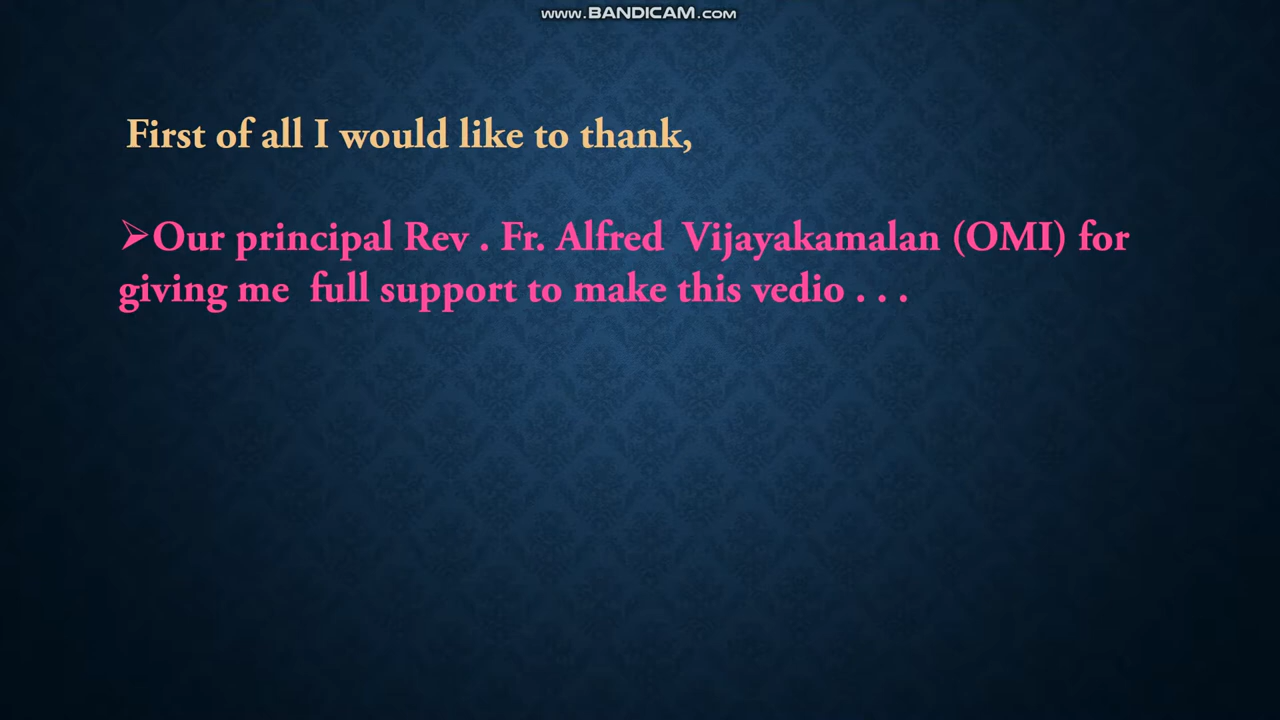 www.BANDICAM.com
First of all I would like to thank,
➢Our principal Rev . Fr. Alfred  Vijayakamalan (OMI) for
giving me  full support to make this vedio . . .